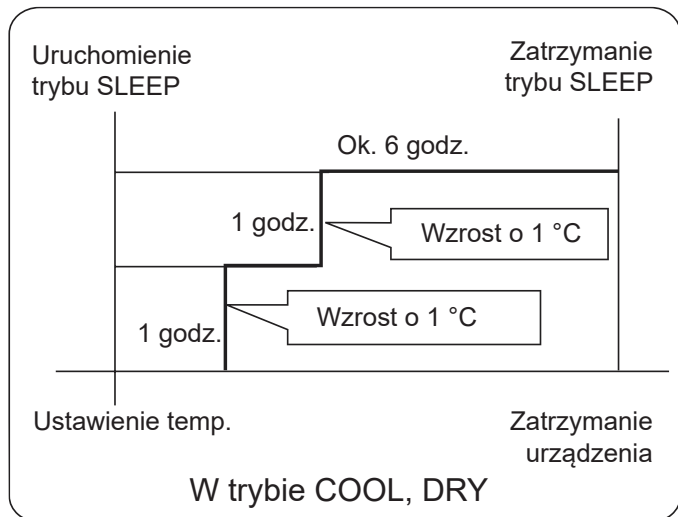 Uruchomienie
trybu SLEEP
Zatrzymanie
trybu SLEEP
Ok. 6 godz.
1 godz.
Wzrost o 1 °C
1 godz.
Wzrost o 1 °C
Ustawienie temp.
Zatrzymanie
urządzenia
W trybie COOL, DRY